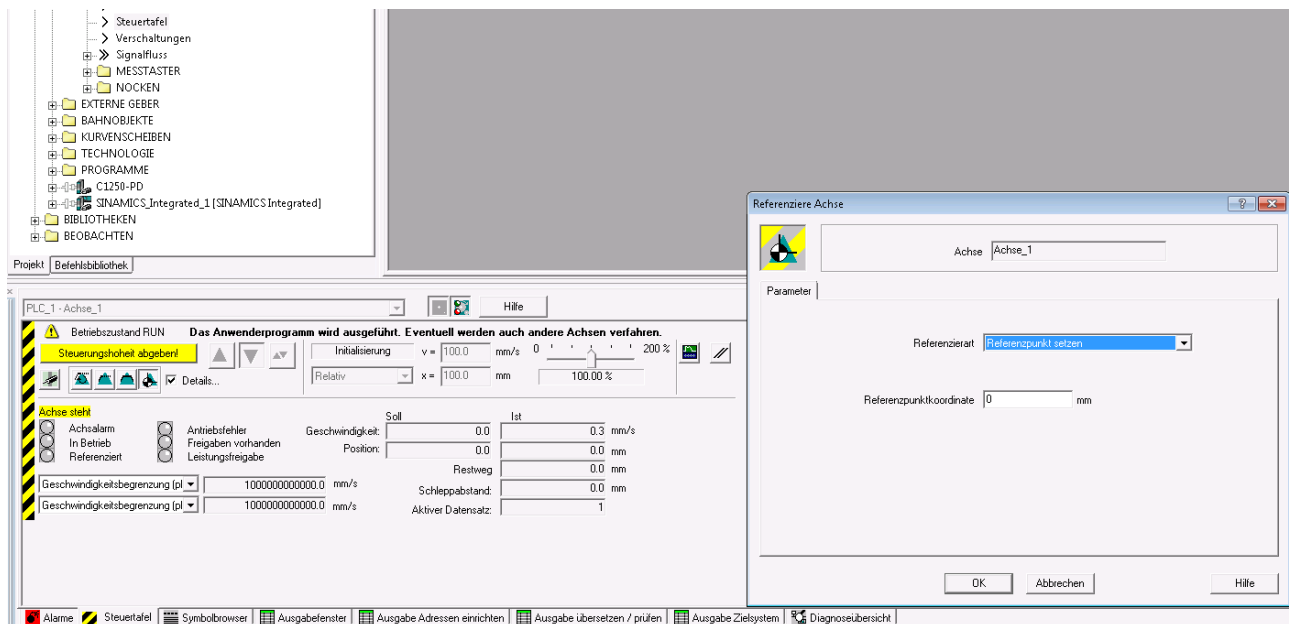 Steuertafel
Verschaltungen
Signalfluss
MESSTASTER
NOCKEN
EXTERNE GEBER
BAHNOBJEKTE
KURVENSCHEIBEN
TECHNOLOGIE
PROGRAMME
C1250-PD
SINAMICS_Integrated_1 [SINAMICS Integrated]
BIBLIOTHEKEN
BEOBACHTEN
Projekt Befehlsbibliothek
PLC_1 - Achse_1 Hilfe
Betriebszustand RUN Das Anwenderprogramm wird ausgeführt. Eventuell werden auch andere Achsen verfahren.
Steuerungshoheit abgeben! Initialisierung v = 100.0 mm/s 0 200 %
Details... Relativ x = 100.0 mm 100.00 %
Achse steht
Soll Ist
Achsalarm Antriebsfehler Geschwindigkeit: 0.0 0.3 mm/s
In Betrieb Freigaben vorhanden Position: 0.0 0.0 mm
Referenziert Leistungsfreigabe
Restweg 0.0 mm
Geschwindigkeitsbegrenzung (pl 1000000000000.0 mm/s Schleppabstand: 0.0 mm
Geschwindigkeitsbegrenzung (pl 1000000000000.0 mm/s Aktiver Datensatz: 1
Alarme Steuertafel Symbolbrowser Ausgabefenster Ausgabe Adressen einrichten Ausgabe übersetzen / prüfen Ausgabe Zielsystem Diagnoseübersicht
Referenziere Achse
Achse Achse_1
Parameter
Referenzierart Referenzpunkt setzen
Referenzpunktkoordinate 0 mm
OK Abbrechen Hilfe